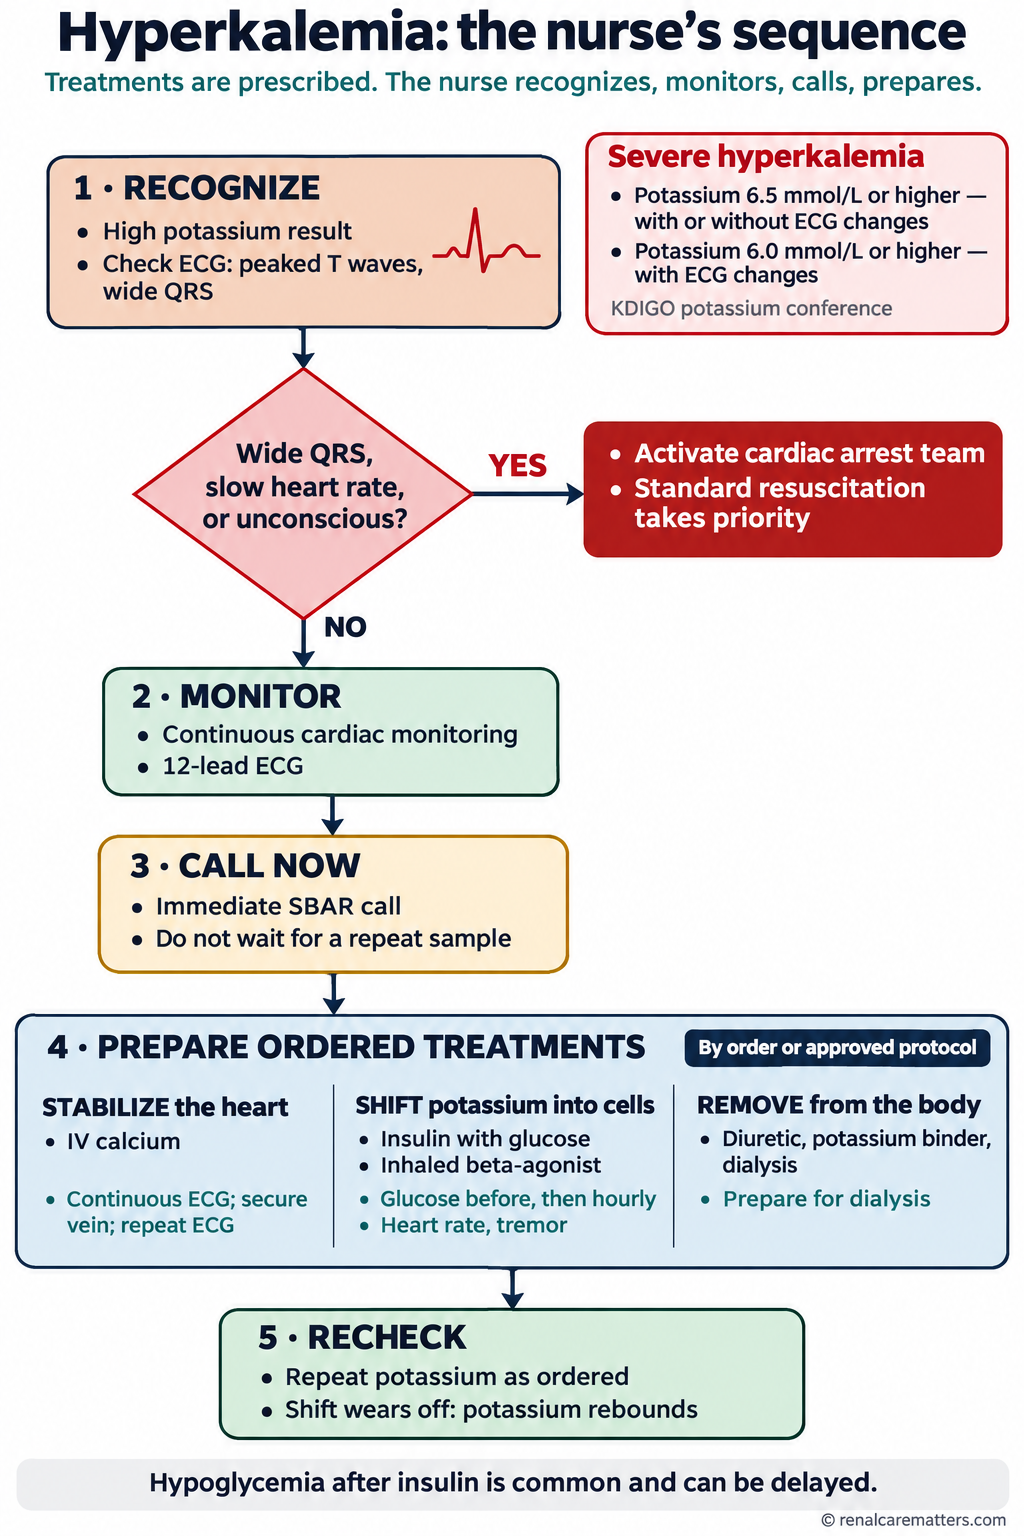 Hyperkalemia: the nurse's sequence
Treatments are prescribed. The nurse recognizes, monitors, calls, prepares.
1 • RECOGNIZE
• High potassium result
• Check ECG: peaked T waves,
wide QRS
Severe hyperkalemia
• Potassium 6.5 mmol/L or higher —
with or without ECG changes
• Potassium 6.0 mmol/L or higher —
with ECG changes
KDIGO potassium conference
Wide QRS,
slow heart rate,
or unconscious?
YES
• Activate cardiac arrest team
• Standard resuscitation
takes priority
NO
2 • MONITOR
• Continuous cardiac monitoring
• 12-lead ECG
3 • CALL NOW
• Immediate SBAR call
• Do not wait for a repeat sample
4 • PREPARE ORDERED TREATMENTS
By order or approved protocol
STABILIZE the heart
• IV calcium
• Continuous ECG; secure
vein; repeat ECG
SHIFT potassium into cells
• Insulin with glucose
• Inhaled beta-agonist
• Glucose before, then hourly
• Heart rate, tremor
REMOVE from the body
• Diuretic, potassium binder,
dialysis
• Prepare for dialysis
5 • RECHECK
• Repeat potassium as ordered
• Shift wears off: potassium rebounds
Hypoglycemia after insulin is common and can be delayed.
© renalcarematters.com